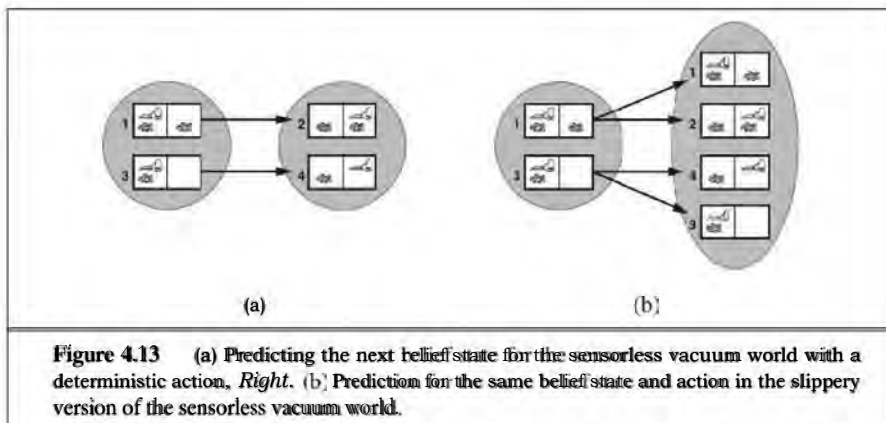 1
1 2 1 2
3 4 3 4
3
(a) (b)
Figure 4.13 (a) Predicting the next belief state for the sensorless vacuum world with a
deterministic action, Right. (b) Prediction for the same belief state and action in the slippery
version of the sensorless vacuum world.